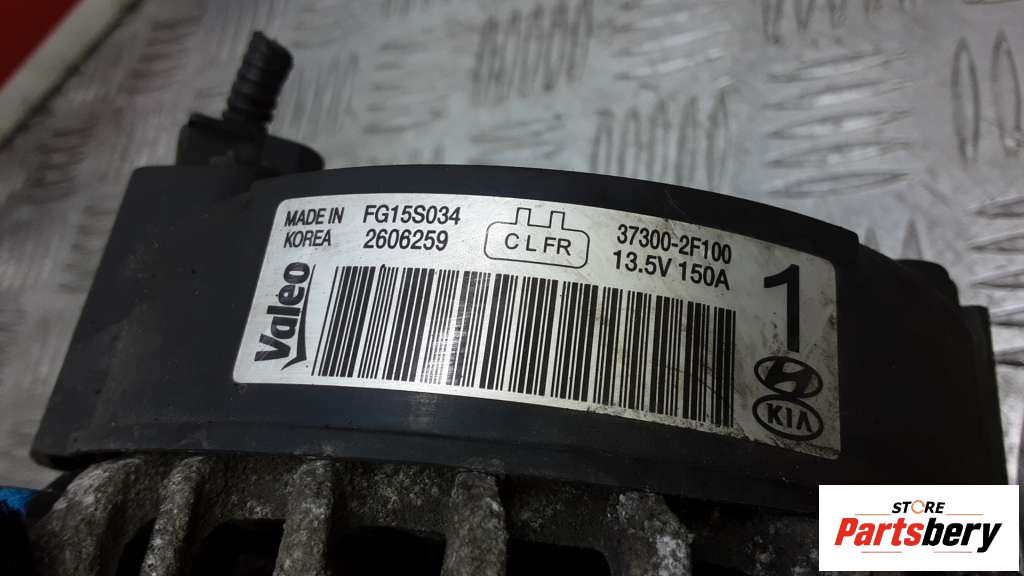 MADE IN FG15S034
KOREA 2606259
C L FR
37300-2F100
13.5V 150A
1
Valeo
KIA
STORE
Partsbery